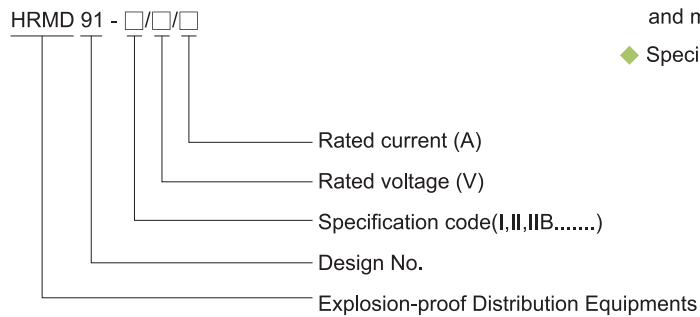 HRMD 91 - □/□/□
and m
◆ Speci
Rated current (A)
Rated voltage (V)
Specification code(I,II,IIB.......)
Design No.
Explosion-proof Distribution Equipments